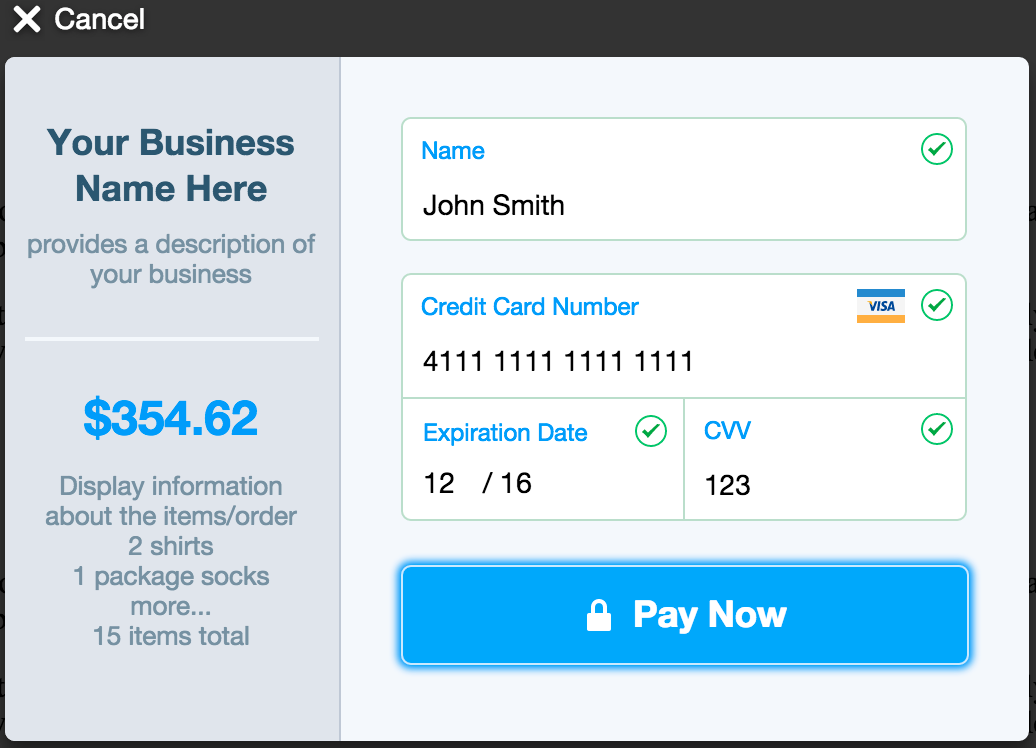 Cancel
Your Business
Name Here
provides a description of
your business
$354.62
Display information
about the items/order
2 shirts
1 package socks
more...
15 items total
Name
John Smith
Credit Card Number
VISA
4111 1111 1111 1111
Expiration Date
12 / 16
CVV
123
Pay Now